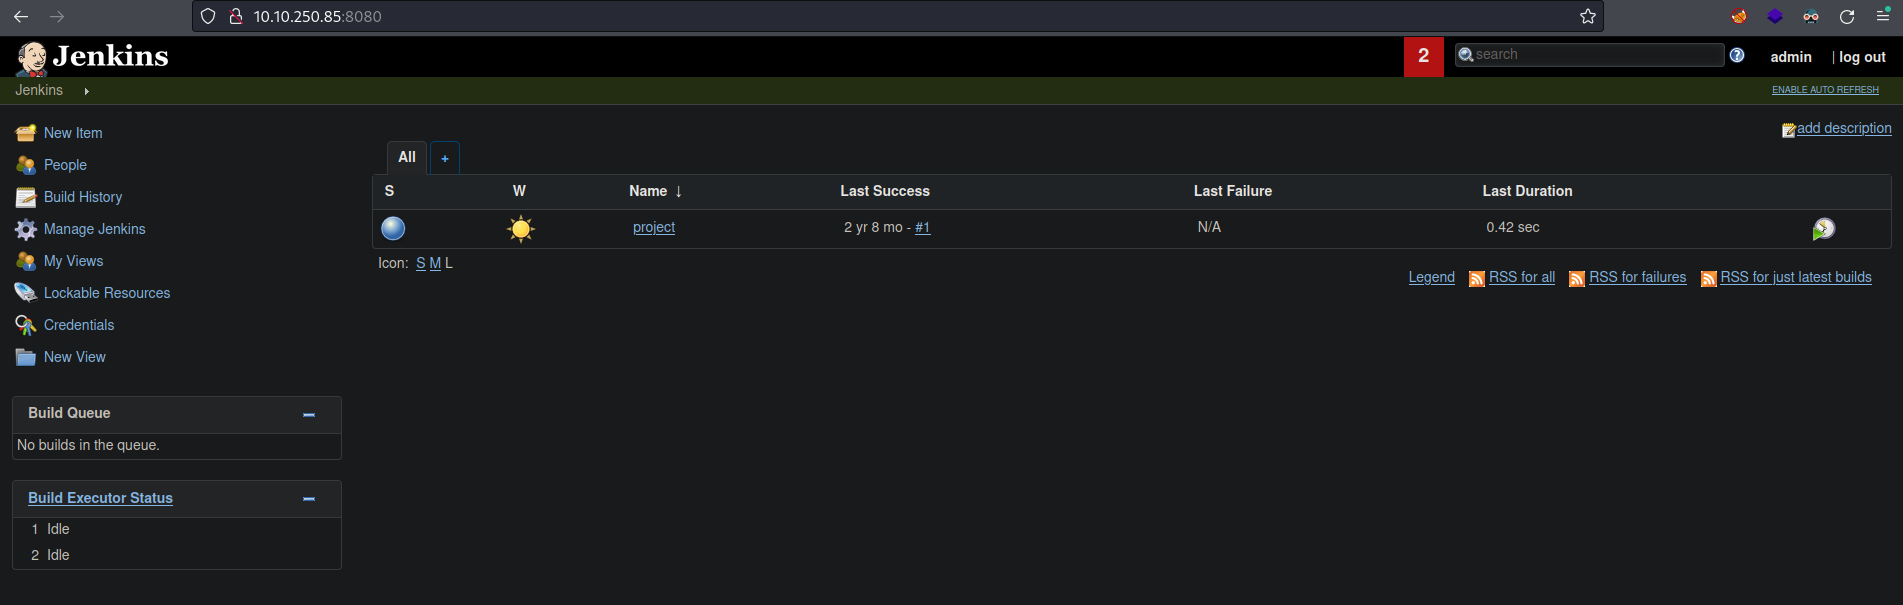 10.10.250.85:8080
Jenkins
2
search
admin
| log out
Jenkins
ENABLE AUTO REFRESH
New Item
People
Build History
Manage Jenkins
My Views
Lockable Resources
Credentials
New View
Build Queue
No builds in the queue.
Build Executor Status
1 Idle
2 Idle
add description
All +
S W Name ↓ Last Success Last Failure Last Duration
project 2 yr 8 mo - #1 N/A 0.42 sec
Icon: S M L
Legend RSS for all RSS for failures RSS for just latest builds